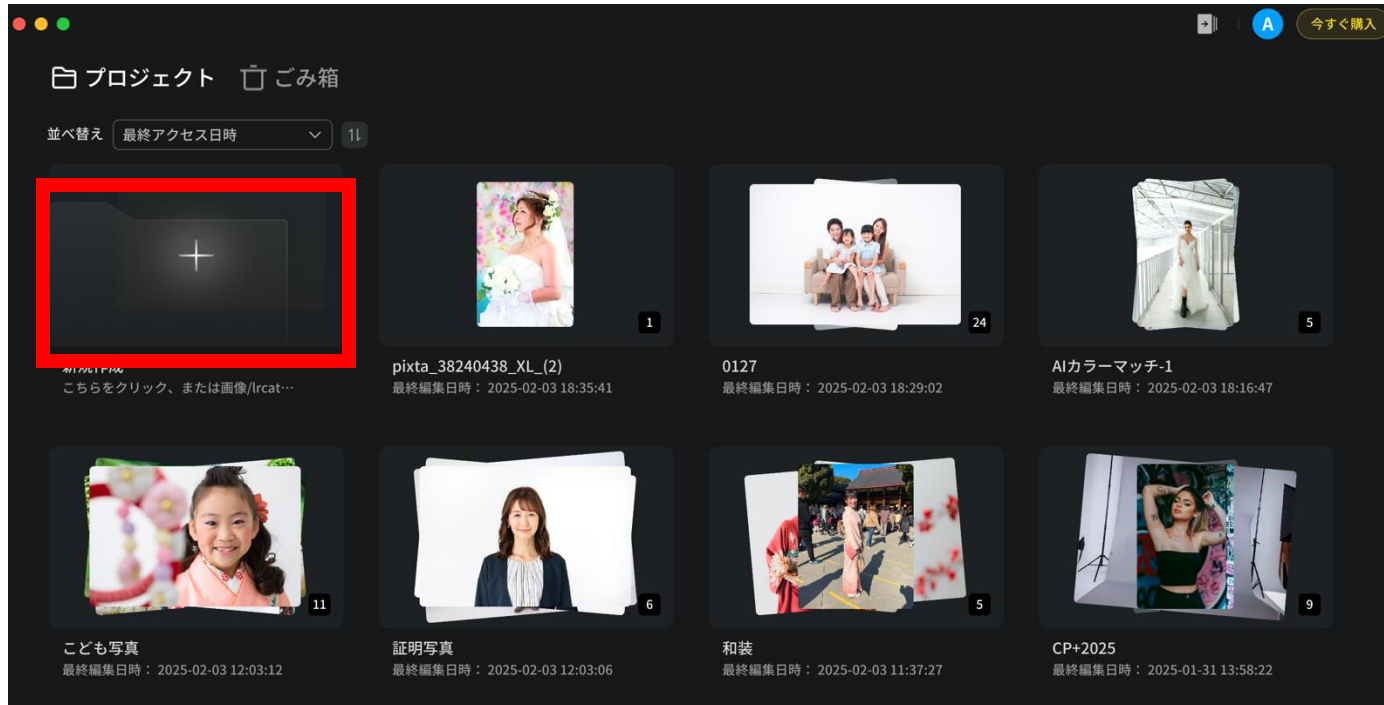 A
今すぐ購入
プロジェクト ごみ箱
並べ替え 最終アクセス日時
1
24
5
新規作成 pixta_38240438_XL_(2) 0127 AIカラーマッチ-1
こちらをクリック、または画像/lrcat… 最終編集日時： 2025-02-03 18:35:41 最終編集日時： 2025-02-03 18:29:02 最終編集日時： 2025-02-03 18:16:47
11
6
5
9
こども写真 証明写真 和装 CP+2025
最終編集日時： 2025-02-03 12:03:12 最終編集日時： 2025-02-03 12:03:06 最終編集日時： 2025-02-03 11:37:27 最終編集日時： 2025-01-31 13:58:22